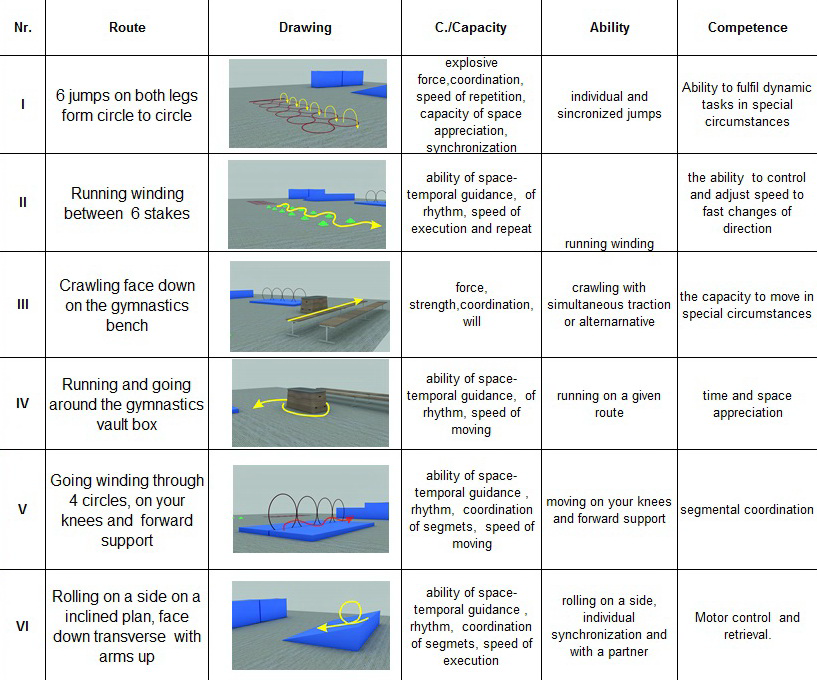 Nr.
Route
Drawing
C./Capacity
Ability
Competence
I
6 jumps on both legs
form circle to circle
explosive
force,coordination,
speed of repetition,
capacity of space
appreciation,
synchronization
individual and
sincronized jumps
Ability to fulfil dynamic
tasks in special
circumstances
II
Running winding
between 6 stakes
ability of space-
temporal guidance, of
rhythm, speed of
execution and repeat
running winding
the ability to control
and adjust speed to
fast changes of
direction
III
Crawling face down
on the gymnastics
bench
force,
strength,coordination,
will
crawling with
simultaneous traction
or alternarnative
the capacity to move in
special circumstances
IV
Running and going
around the gymnastics
vault box
ability of space-
temporal guidance, of
rhythm, speed of
moving
running on a given
route
time and space
appreciation
V
Going winding through
4 circles, on your
knees and forward
support
ability of space-
temporal guidance ,
rhythm, coordination
of segmets, speed of
moving
moving on your knees
and forward support
segmental coordination
VI
Rolling on a side on a
inclined plan, face
down transverse with
arms up
ability of space-
temporal guidance ,
rhythm, coordination
of segmets, speed of
execution
rolling on a side,
individual
synchronization and
with a partner
Motor control and
retrieval.